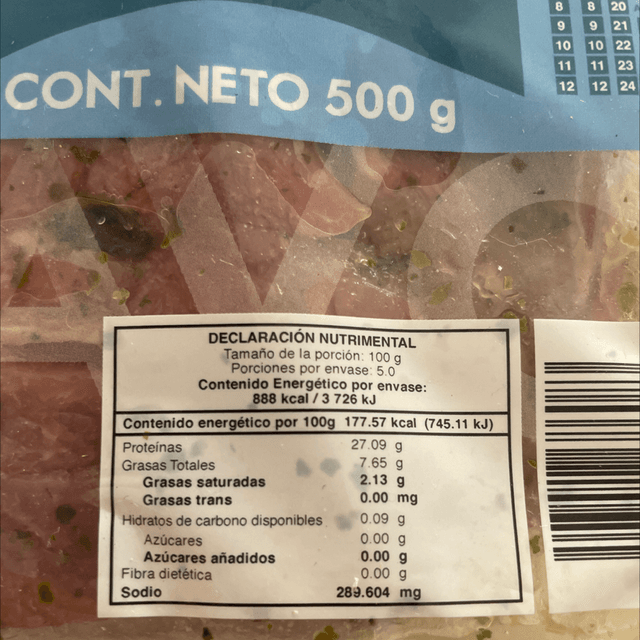 8 8 20
9 9 21
10 10 22
11 11 23
12 12 24
CONT. NETO 500 g
DECLARACIÓN NUTRIMENTAL
Tamaño de la porción: 100 g
Porciones por envase: 5.0
Contenido Energético por envase:
888 kcal / 3 726 kJ
Contenido energético por 100g 177.57 kcal (745.11 kJ)
Proteínas 27.09 g
Grasas Totales 7.65 g
Grasas saturadas 2.13 g
Grasas trans 0.00 mg
Hidratos de carbono disponibles 0.09 g
Azúcares 0.00 g
Azúcares añadidos 0.00 g
Fibra dietética 0.00 g
Sodio 289.604 mg